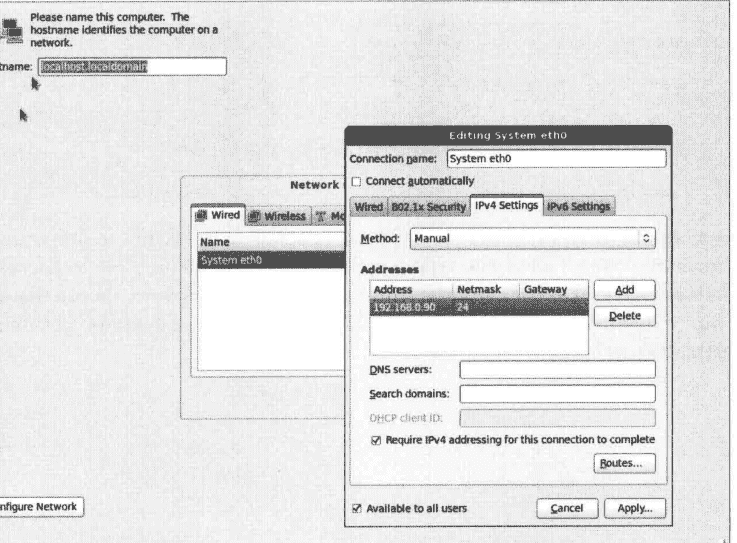 Please name this computer. The
hostname identifies the computer on a
network.
tname: localhost.localdomain
Network
Wired Wireless Mo
Name
System eth0
Editing System eth0
Connection name: System eth0
Connect automatically
Wired 802.1x Security IPv4 Settings IPv6 Settings
Method: Manual
Addresses
Address Netmask Gateway
192.168.0.90 24
Add
Delete
DNS servers:
Search domains:
DHCP client ID:
Require IPv4 addressing for this connection to complete
Routes...
Available to all users
Cancel Apply...
nfigure Network